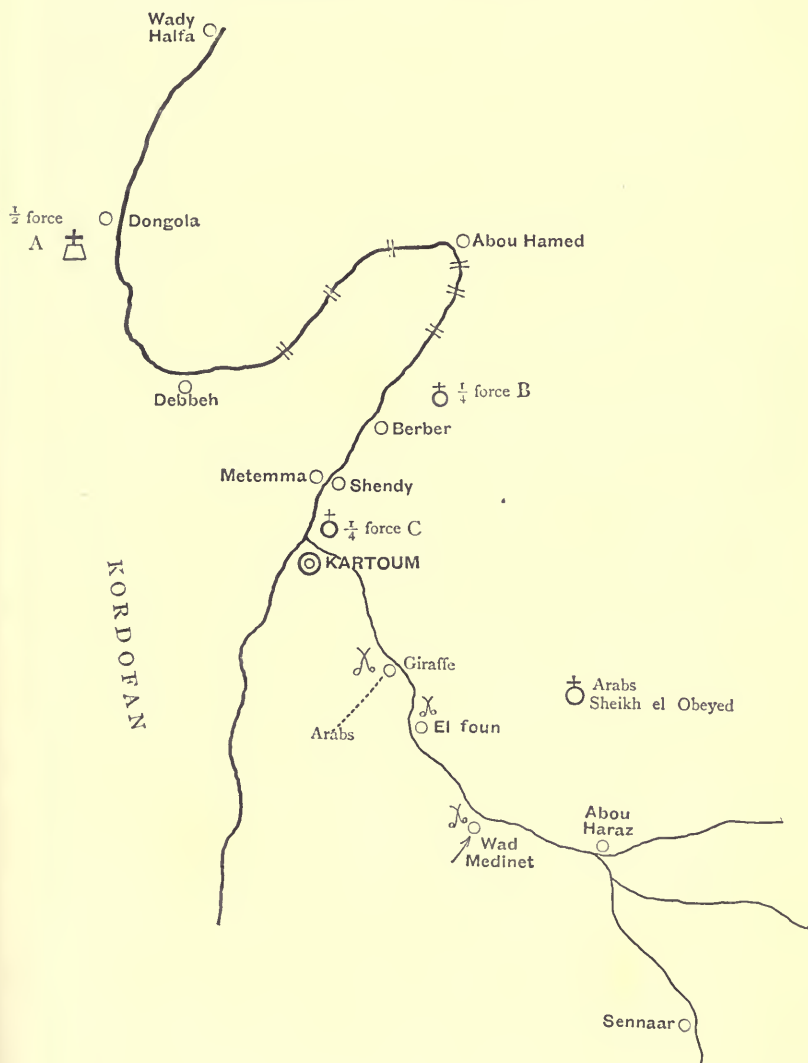 Wady
Halfa
½ force
A
Dongola
Abou Hamed
Debbeh
¼ force B
Berber
Metemma
Shendy
¼ force C
KARTOUM
KORDOFAN
Giraffe
Arabs
Sheikh el Obeyed
Arabs
El foun
Abou
Haraz
Wad
Medinet
Sennaar